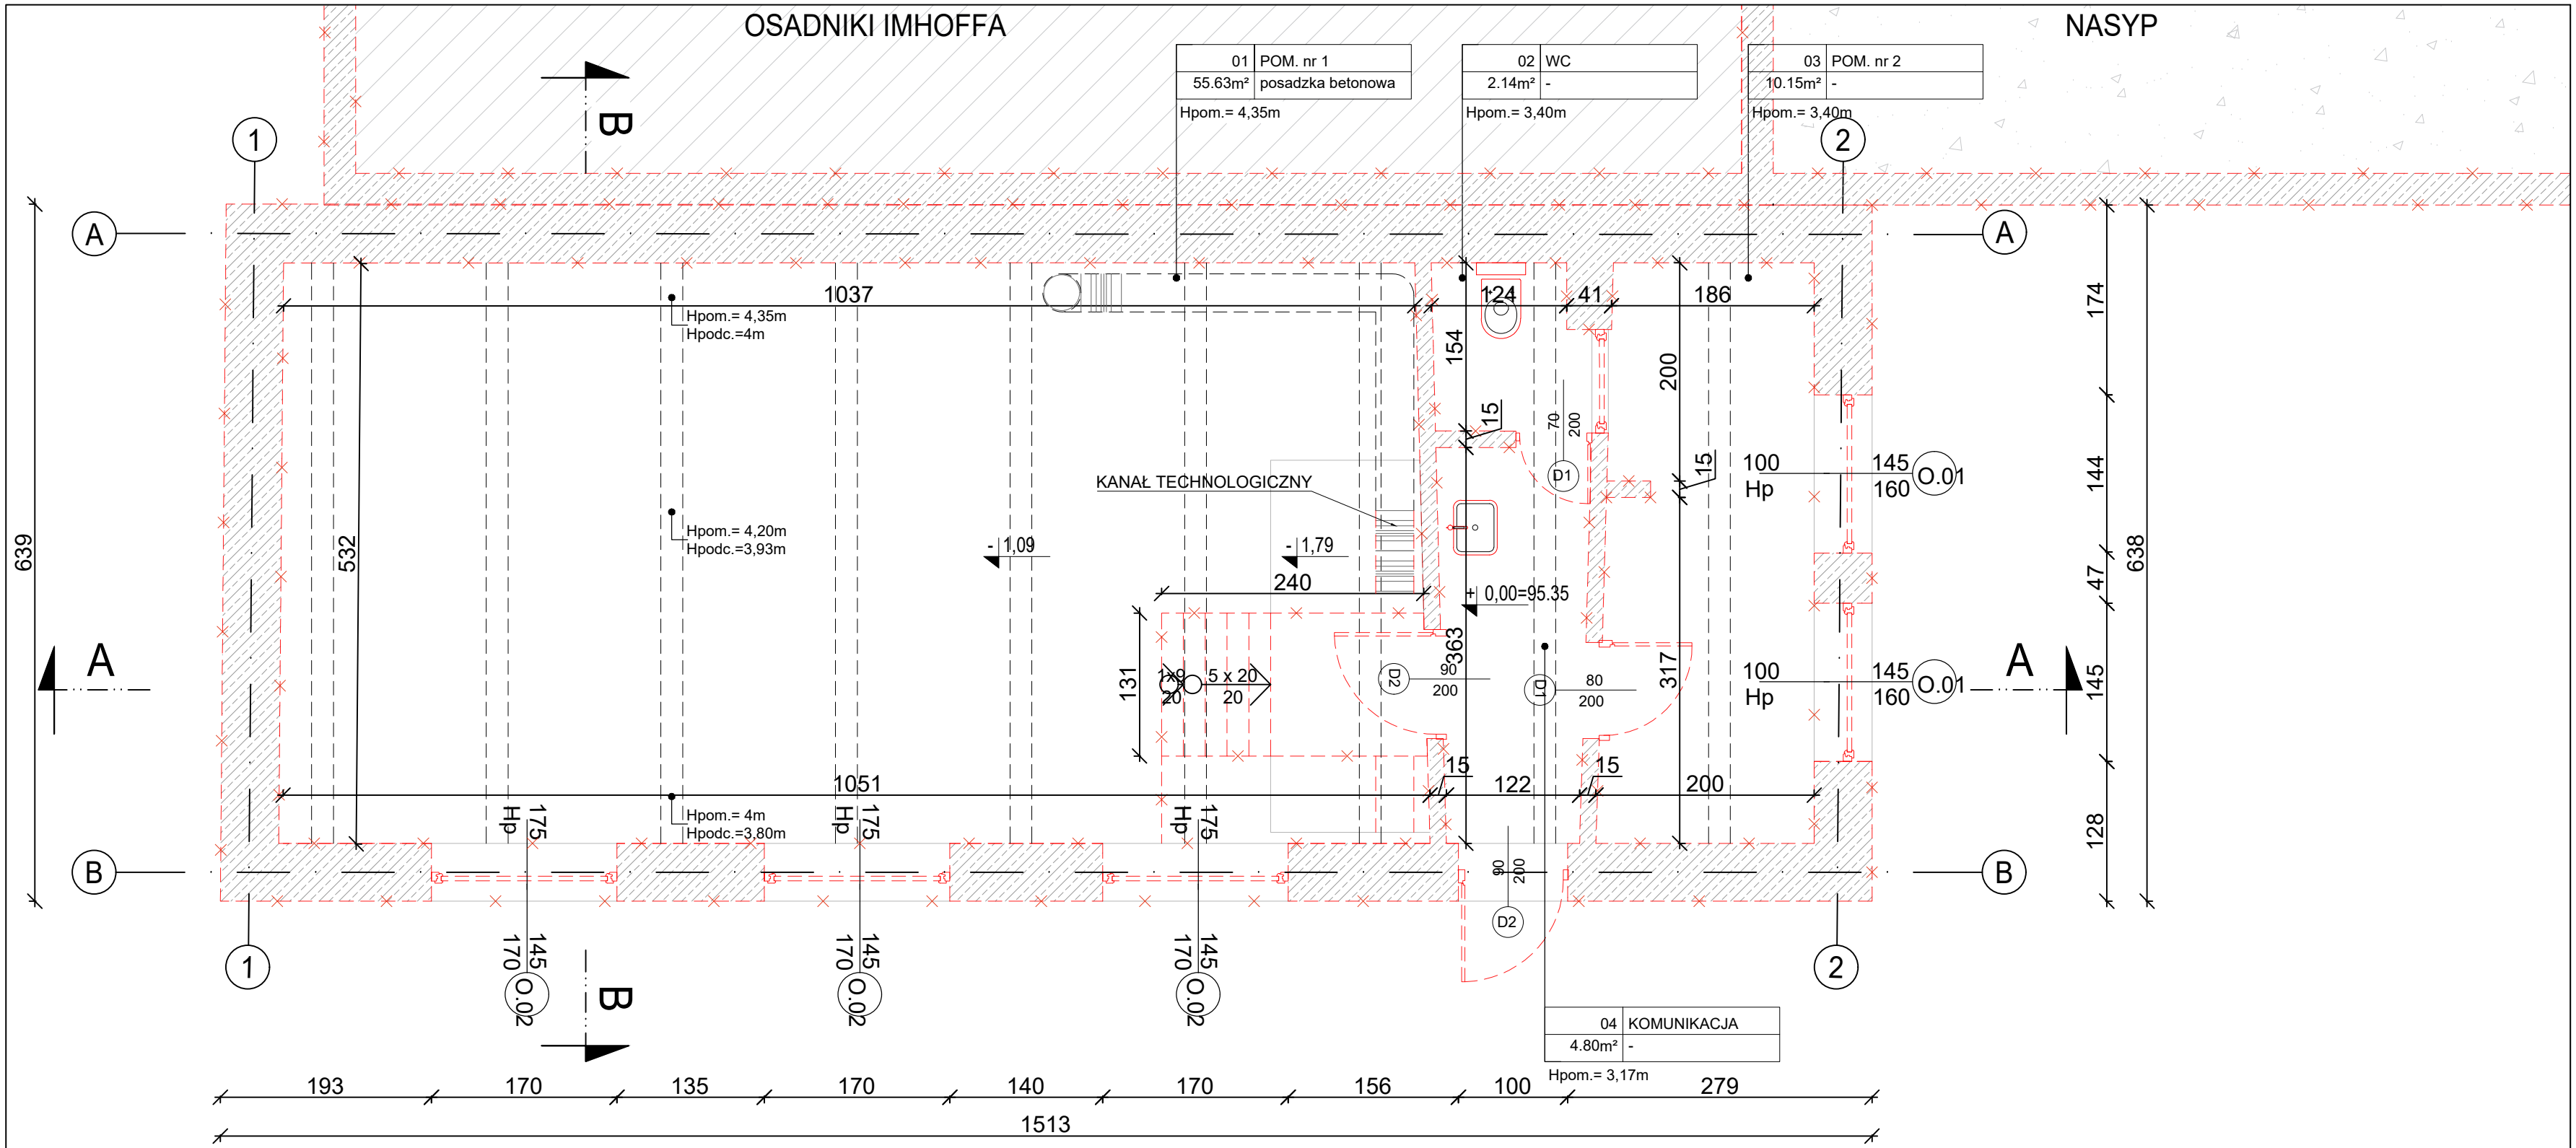 OSADNIKI IMHOFFA
NASYP
01 POM. nr 1
55.63m² posadzka betonowa
Hpom.= 4,35m
02 WC
2.14m² -
Hpom.= 3,40m
03 POM. nr 2
10.15m² -
Hpom.= 3,40m
B
1
2
A
A
1037
124
41
186
174
Hpom.= 4,35m
Hpodc.=4m
154
200
15
70
200
D1
KANAŁ TECHNOLOGICZNY
15
100
Hp
145
160
O.01
144
639
532
Hpom.= 4,20m
Hpodc.=3,93m
- 1,09
- 1,79
240
+ 0,00=95.35
47
638
A
A
131
1x9
20
5 x 20
20
D2
90
200
363
D1
80
200
317
100
Hp
145
160
O.01
145
1051
15
122
15
200
Hpom.= 4m
Hpodc.=3,80m
175
Hp
175
Hp
175
Hp
128
B
B
90
200
D2
1
2
145
170
O.02
145
170
O.02
145
170
O.02
B
04 KOMUNIKACJA
4.80m² -
Hpom.= 3,17m
193
170
135
170
140
170
156
100
279
1513